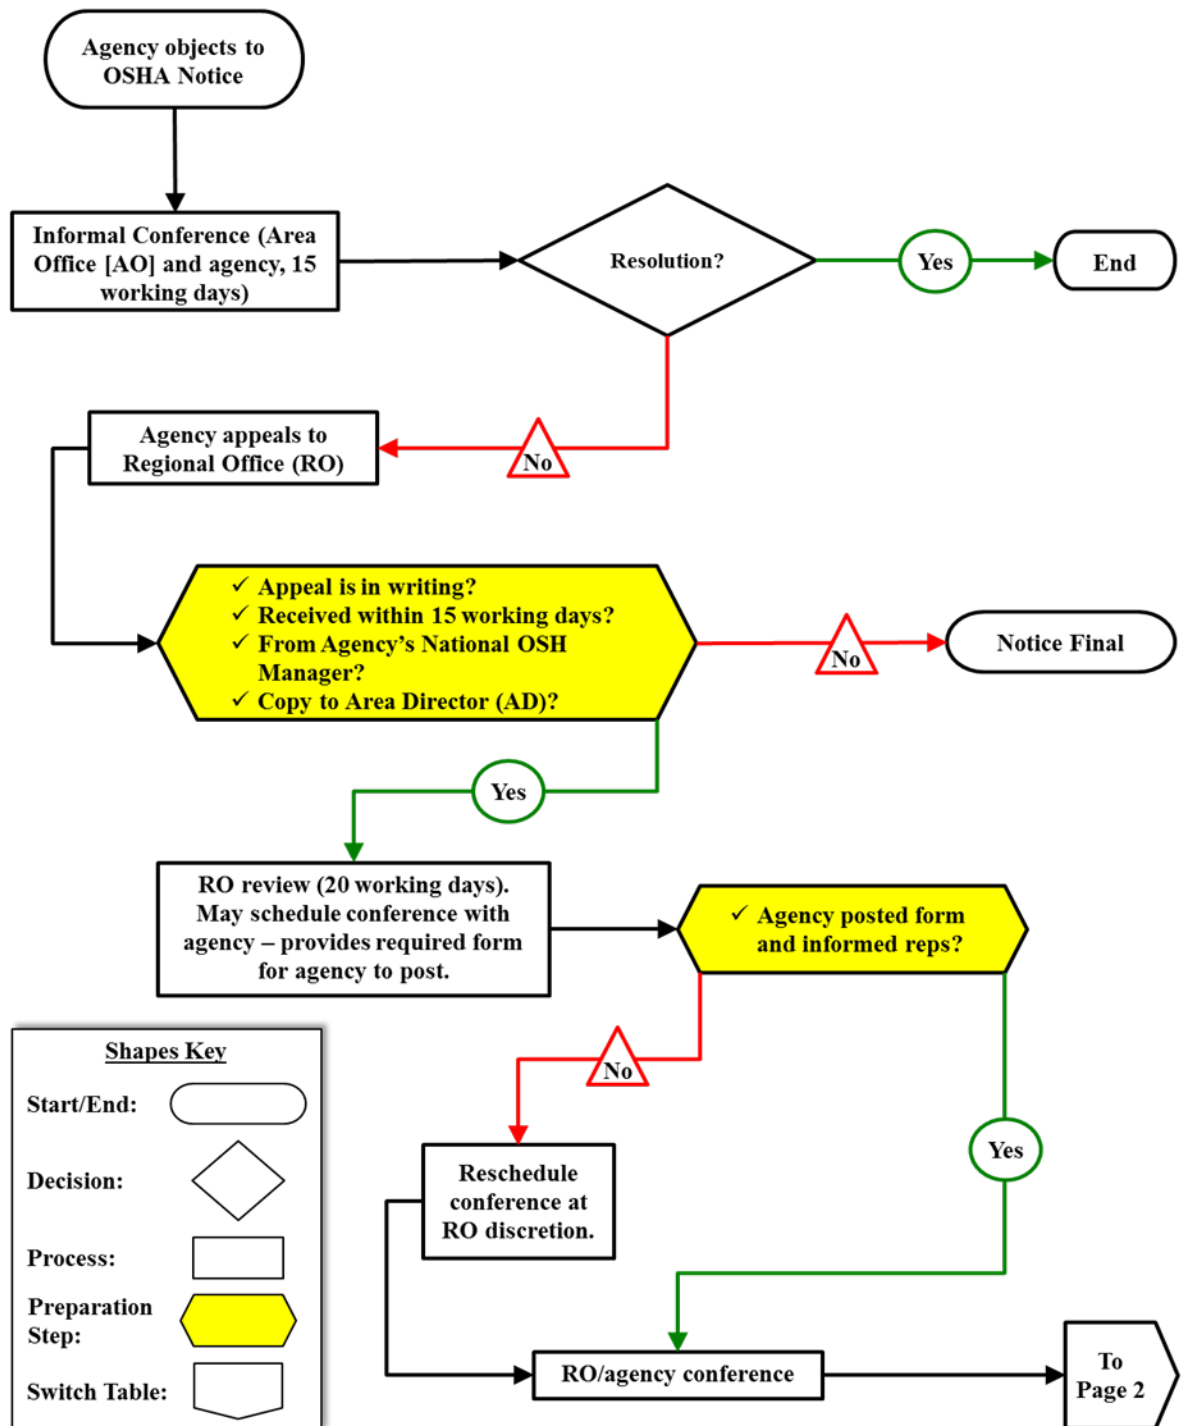 Agency objects to
OSHA Notice
Informal Conference (Area
Office [AO] and agency, 15
working days)
Resolution?
Yes
End
Agency appeals to
Regional Office (RO)
No
✓ Appeal is in writing?
✓ Received within 15 working days?
✓ From Agency's National OSH
Manager?
✓ Copy to Area Director (AD)?
No
Notice Final
Yes
RO review (20 working days).
May schedule conference with
agency – provides required form
for agency to post.
✓ Agency posted form
and informed reps?
No
Yes
Reschedule
conference at
RO discretion.
RO/agency conference
To
Page 2
Shapes Key
Start/End:
Decision:
Process:
Preparation
Step:
Switch Table: